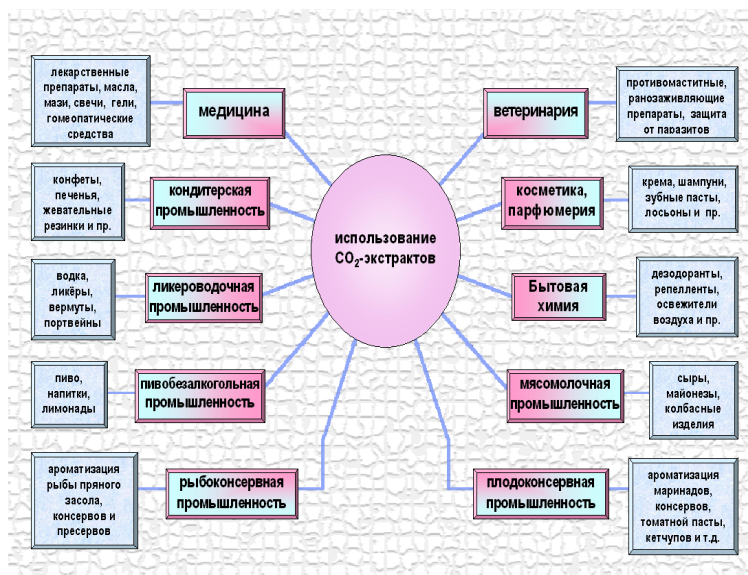 лекарственные
препараты, масла,
мази, свечи, гели,
гомеопатические
средства
медицина
ветеринария
противомаститные,
ранозаживляющие
препараты, защита
от паразитов
конфеты,
печенья,
жевательные
резинки и пр.
кондитерская
промышленность
использование
CO₂-экстрактов
косметика,
парфюмерия
крема, шампуни,
зубные пасты,
лосьоны и пр.
водка,
ликёры,
вермуты,
портвейны
ликероводочная
промышленность
Бытовая
химия
дезодоранты,
репелленты,
освежители
воздуха и пр.
пиво,
напитки,
лимонады
пивобезалкогольная
промышленность
мясомолочная
промышленность
сыры,
майонезы,
колбасные
изделия
ароматизация
рыбы пряного
засола,
консервов и
пресервов
рыбоконсервная
промышленность
плодоконсервная
промышленность
ароматизация
маринадов,
консервов,
томатной пасты,
кетчупов и т.д.